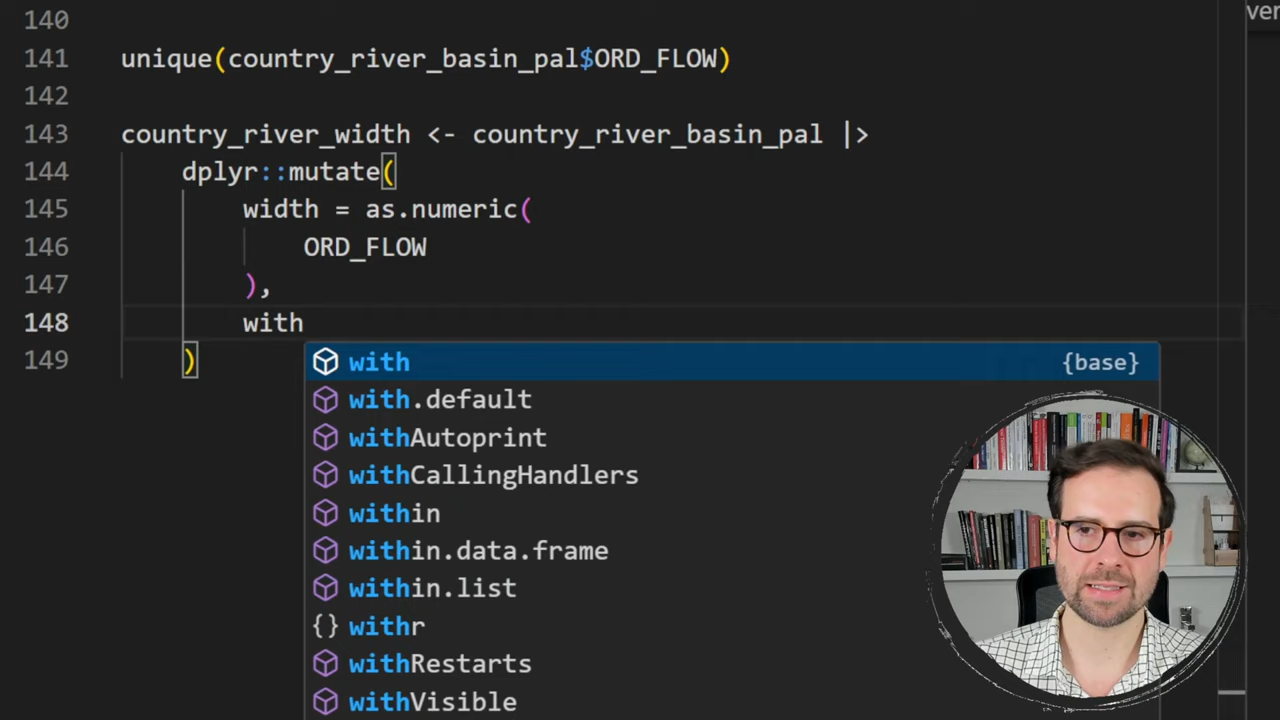 140
ver
141 unique(country_river_basin_pal$ORD_FLOW)
142
143 country_river_width <- country_river_basin_pal |>
144 dplyr::mutate(
145 width = as.numeric(
146 ORD_FLOW
147 ),
148 with
149 )
with {base}
with.default
withAutoprint
withCallingHandlers
within
within.data.frame
within.list
{} withr
withRestarts
withVisible